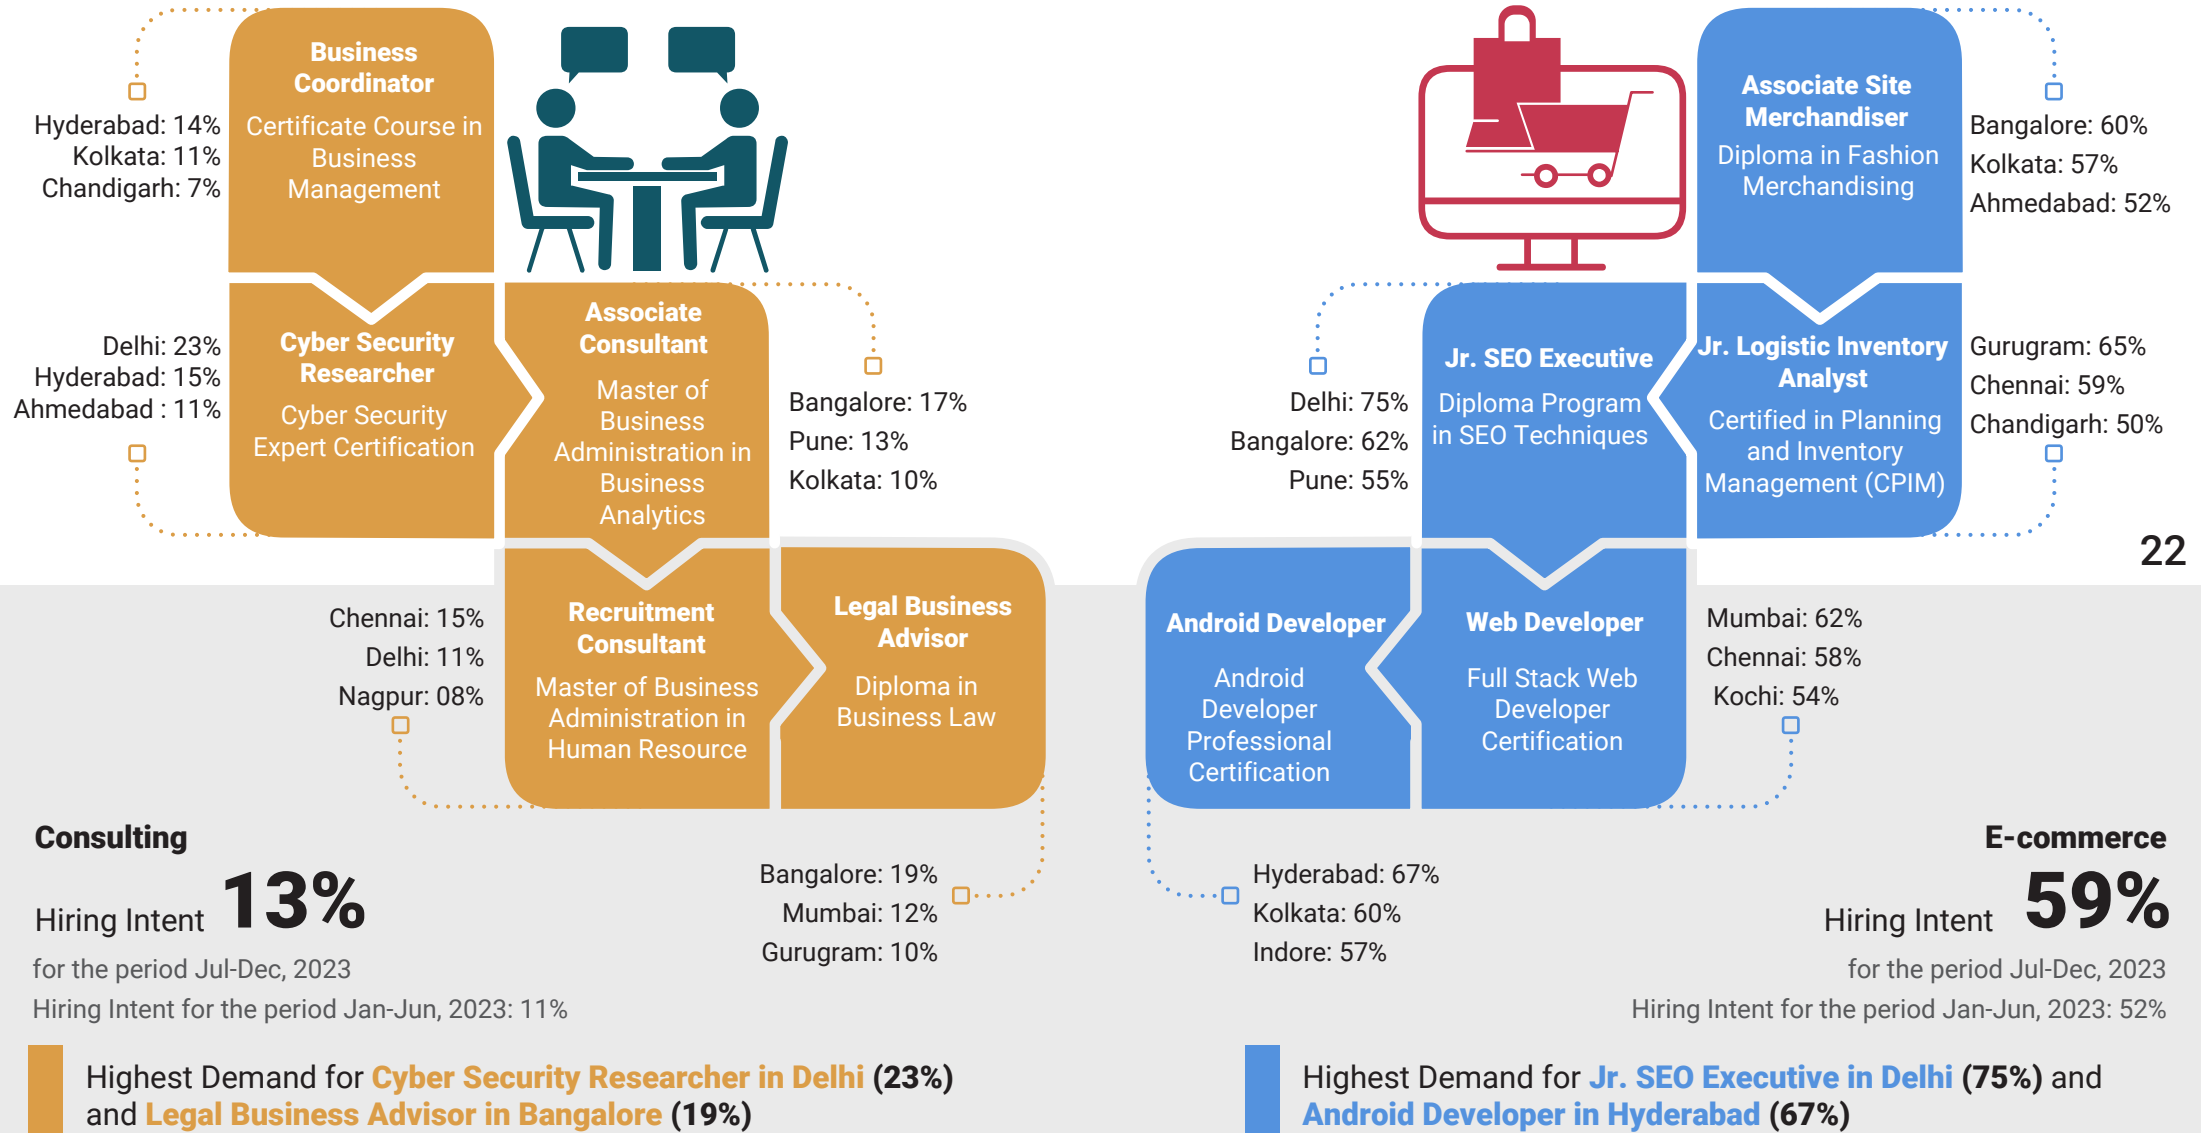 Business
Coordinator
Certificate Course in
Business
Management
Hyderabad: 14%
Kolkata: 11%
Chandigarh: 7%
Cyber Security
Researcher
Cyber Security
Expert Certification
Delhi: 23%
Hyderabad: 15%
Ahmedabad : 11%
Associate
Consultant
Master of
Business
Administration in
Business
Analytics
Bangalore: 17%
Pune: 13%
Kolkata: 10%
Recruitment
Consultant
Master of Business
Administration in
Human Resource
Chennai: 15%
Delhi: 11%
Nagpur: 08%
Legal Business
Advisor
Diploma in
Business Law
Bangalore: 19%
Mumbai: 12%
Gurugram: 10%
Consulting
Hiring Intent 13%
for the period Jul-Dec, 2023
Hiring Intent for the period Jan-Jun, 2023: 11%
Highest Demand for Cyber Security Researcher in Delhi (23%)
and Legal Business Advisor in Bangalore (19%)
Associate Site
Merchandiser
Diploma in Fashion
Merchandising
Bangalore: 60%
Kolkata: 57%
Ahmedabad: 52%
Jr. Logistic Inventory
Analyst
Certified in Planning
and Inventory
Management (CPIM)
Gurugram: 65%
Chennai: 59%
Chandigarh: 50%
Jr. SEO Executive
Diploma Program
in SEO Techniques
Delhi: 75%
Bangalore: 62%
Pune: 55%
22
Web Developer
Full Stack Web
Developer
Certification
Mumbai: 62%
Chennai: 58%
Kochi: 54%
Android Developer
Android
Developer
Professional
Certification
Hyderabad: 67%
Kolkata: 60%
Indore: 57%
E-commerce
Hiring Intent 59%
for the period Jul-Dec, 2023
Hiring Intent for the period Jan-Jun, 2023: 52%
Highest Demand for Jr. SEO Executive in Delhi (75%) and
Android Developer in Hyderabad (67%)